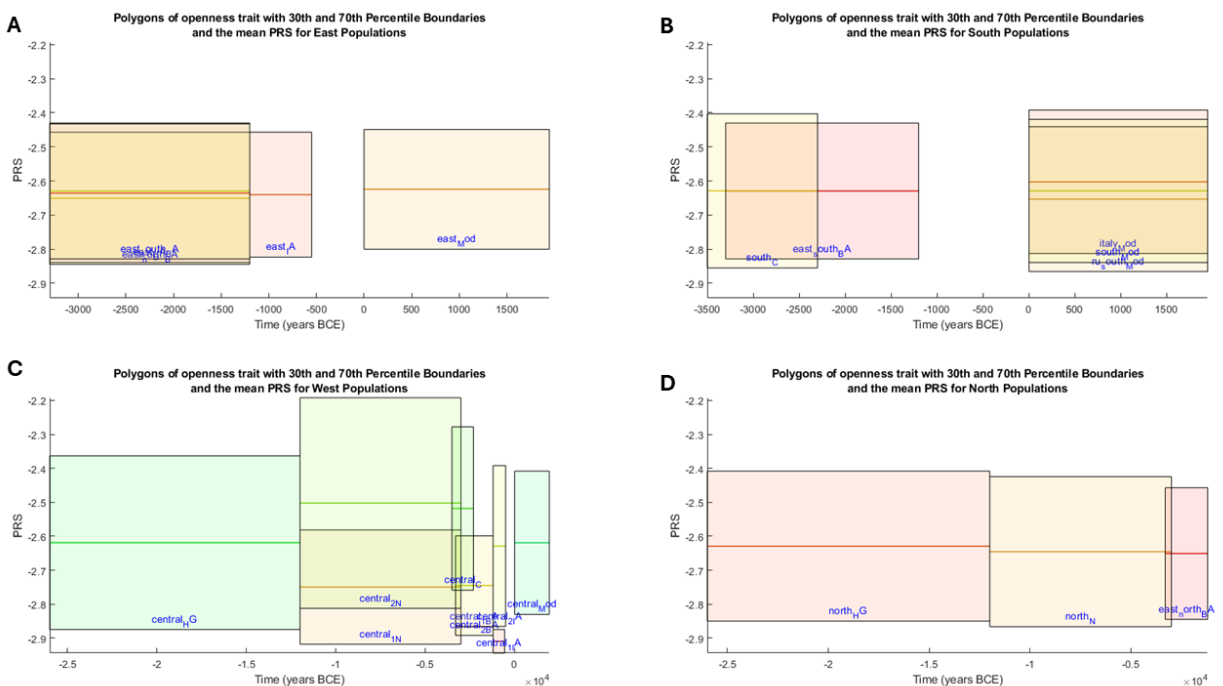 A
Polygons of openness trait with 30th and 70th Percentile Boundaries
and the mean PRS for East Populations
-2.2
-2.3
-2.4
-2.5
-2.6
-2.7
-2.8
-2.9
PRS
east_IA
east_Mod
-3000 -2500 -2000 -1500 -1000 -500 0 500 1000 1500
Time (years BCE)
B
Polygons of openness trait with 30th and 70th Percentile Boundaries
and the mean PRS for South Populations
-2.2
-2.3
-2.4
-2.5
-2.6
-2.7
-2.8
-2.9
PRS
south_C
east_south_BA
italy_Mod
south_Mod
ru_south_Mod
-3500 -3000 -2500 -2000 -1500 -1000 -500 0 500 1000 1500
Time (years BCE)
C
Polygons of openness trait with 30th and 70th Percentile Boundaries
and the mean PRS for West Populations
-2.2
-2.3
-2.4
-2.5
-2.6
-2.7
-2.8
-2.9
PRS
central_HG
central_2N
central_1N
central_C
central_Mod
central_1IA
-2.5 -2 -1.5 -1 -0.5 0
× 10^4
Time (years BCE)
D
Polygons of openness trait with 30th and 70th Percentile Boundaries
and the mean PRS for North Populations
-2.2
-2.3
-2.4
-2.5
-2.6
-2.7
-2.8
-2.9
PRS
north_HG
north_N
east_north_BA
-2.5 -2 -1.5 -1 -0.5
× 10^4
Time (years BCE)